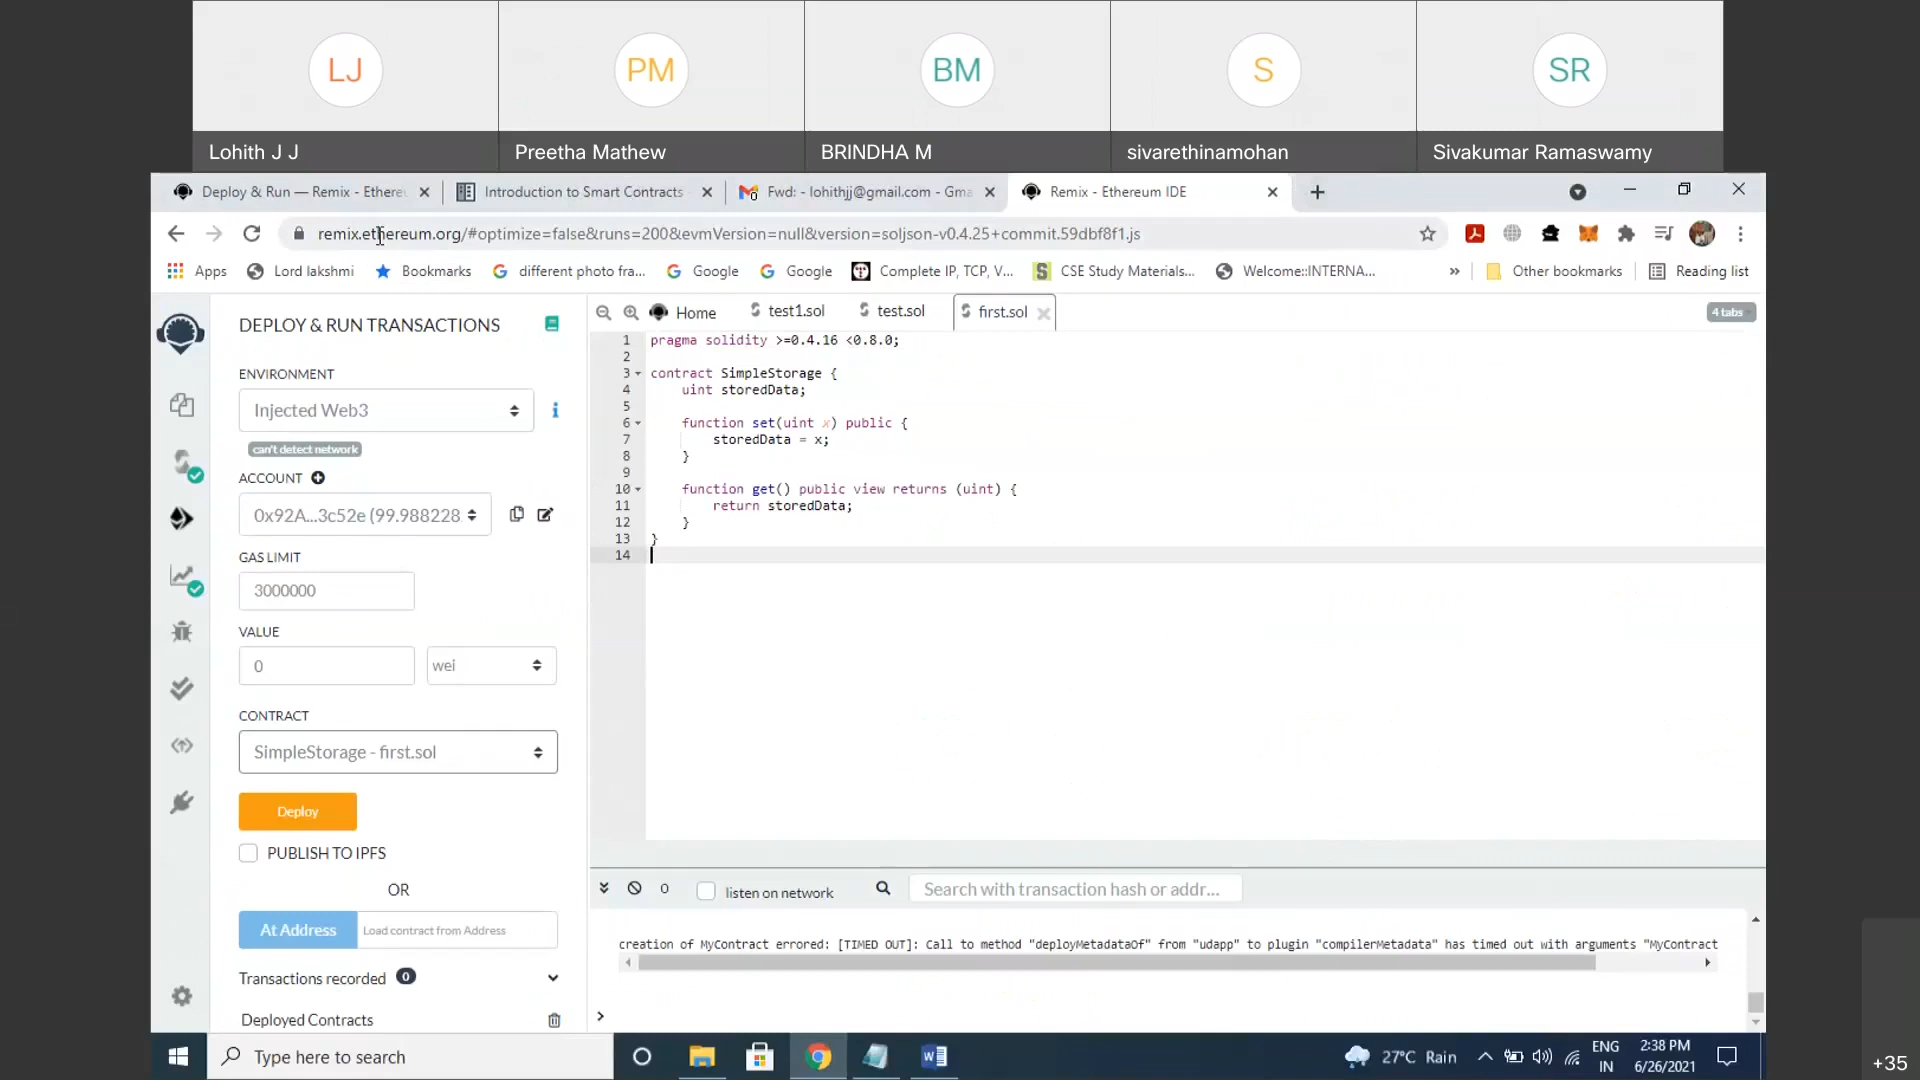 LJ
PM
BM
S
SR
Lohith J J
Preetha Mathew
BRINDHA M
sivarethinamohan
Sivakumar Ramaswamy
Deploy & Run — Remix - Ethere
Introduction to Smart Contracts
Fwd: - lohithjj@gmail.com - Gma
Remix - Ethereum IDE
remix.ethereum.org/#optimize=false&runs=200&evmVersion=null&version=soljson-v0.4.25+commit.59dbf8f1.js
Apps
Lord lakshmi
Bookmarks
different photo fra...
Google
Google
Complete IP, TCP, V...
CSE Study Materials...
Welcome::INTERNA...
»
Other bookmarks
Reading list
DEPLOY & RUN TRANSACTIONS
ENVIRONMENT
Injected Web3
can't detect network
ACCOUNT
0x92A...3c52e (99.988228
GAS LIMIT
3000000
VALUE
0
wei
CONTRACT
SimpleStorage - first.sol
Deploy
PUBLISH TO IPFS
OR
At Address
Load contract from Address
Transactions recorded 0
Deployed Contracts
Home
test1.sol
test.sol
first.sol
4 tabs
1 pragma solidity >=0.4.16 <0.8.0;
2
3 contract SimpleStorage {
4 uint storedData;
5
6 function set(uint x) public {
7 storedData = x;
8 }
9
10 function get() public view returns (uint) {
11 return storedData;
12 }
13 }
14
0
listen on network
Search with transaction hash or addr...
creation of MyContract errored: [TIMED OUT]: Call to method "deployMetadataOf" from "udapp" to plugin "compilerMetadata" has timed out with arguments "MyContract
>
Type here to search
27°C Rain
ENG
IN
2:38 PM
6/26/2021
+35